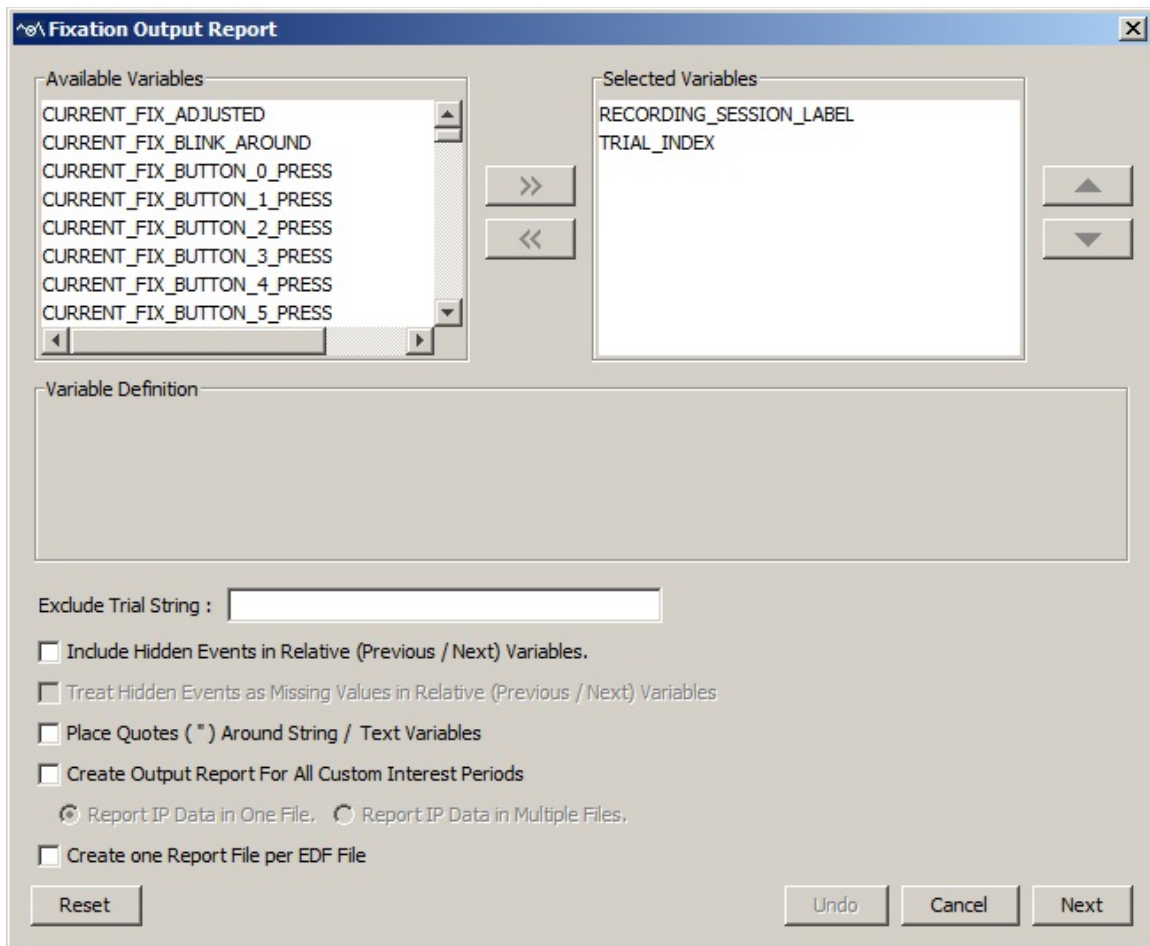 Fixation Output Report
Available Variables
CURRENT_FIX_ADJUSTED
CURRENT_FIX_BLINK_AROUND
CURRENT_FIX_BUTTON_0_PRESS
CURRENT_FIX_BUTTON_1_PRESS
CURRENT_FIX_BUTTON_2_PRESS
CURRENT_FIX_BUTTON_3_PRESS
CURRENT_FIX_BUTTON_4_PRESS
CURRENT_FIX_BUTTON_5_PRESS
>>
<<
Selected Variables
RECORDING_SESSION_LABEL
TRIAL_INDEX
Variable Definition
Exclude Trial String :
Include Hidden Events in Relative (Previous / Next) Variables.
Treat Hidden Events as Missing Values in Relative (Previous / Next) Variables
Place Quotes ( " ) Around String / Text Variables
Create Output Report For All Custom Interest Periods
Report IP Data in One File. Report IP Data in Multiple Files.
Create one Report File per EDF File
Reset Undo Cancel Next